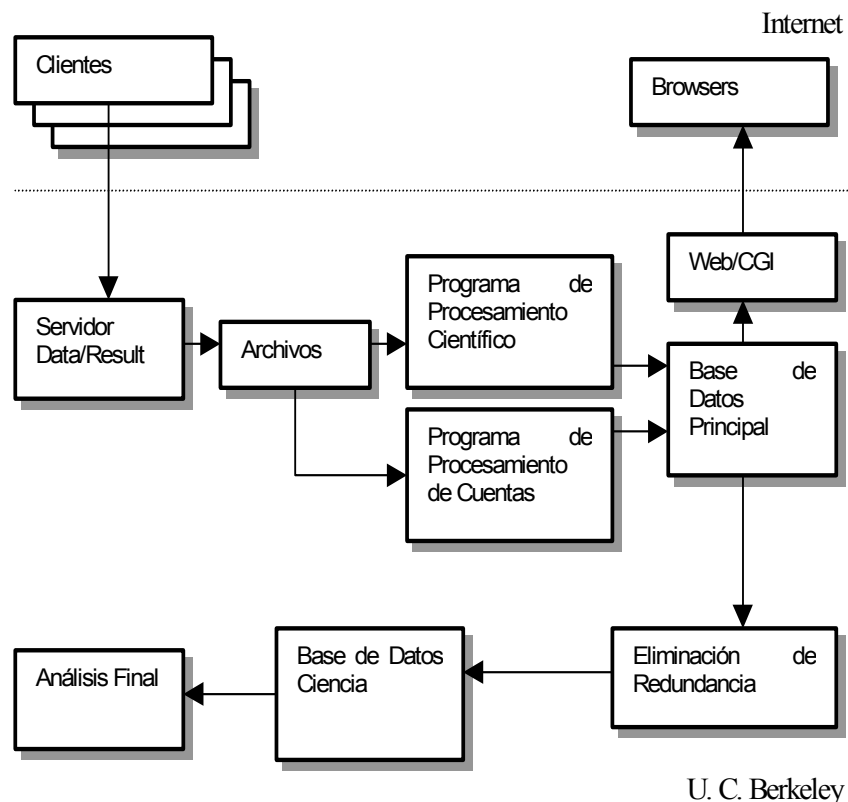 Internet
Clientes
Browsers
Web/CGI
Programa de
Procesamiento
Científico
Servidor
Data/Result
Archivos
Base de
Datos
Principal
Programa de
Procesamiento
de Cuentas
Análisis Final
Base de Datos
Ciencia
Eliminación de
Redundancia
U. C. Berkeley